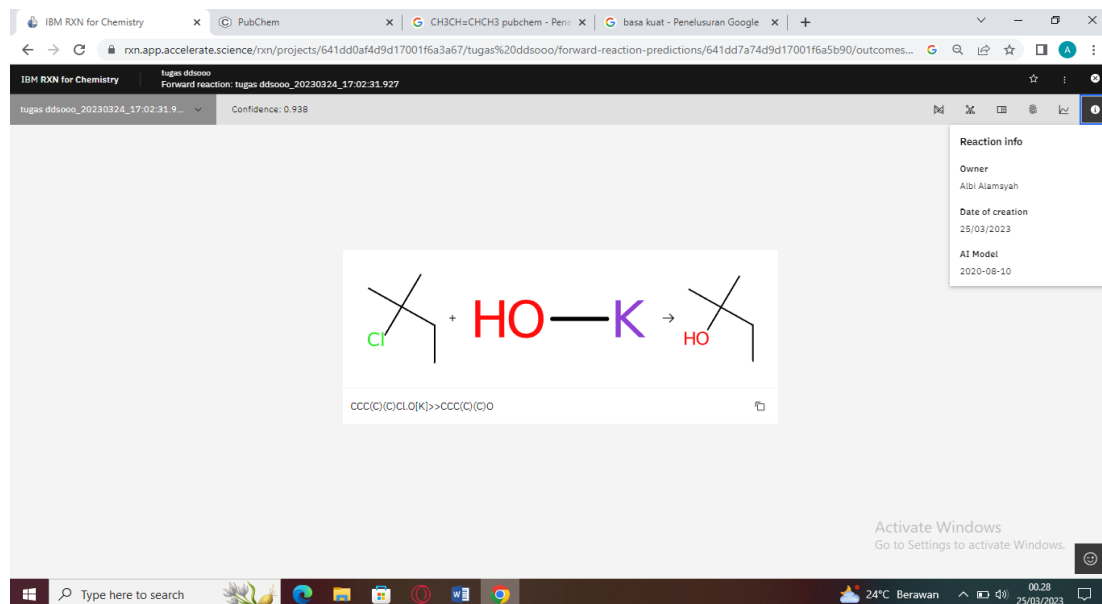 IBM RXN for Chemistry
PubChem
CH3CH=CHCH3 pubchem - Pene
basa kuat - Penelusuran Google
rxn.app.accelerate.science/rxn/projects/641dd0af4d9d17001f6a3a67/tugas%20ddsooo/forward-reaction-predictions/641dd7a74d9d17001f6a5b90/outcomes...
A
IBM RXN for Chemistry
tugas ddsooo
Forward reaction: tugas ddsooo_20230324_17:02:31.927
tugas ddsooo_20230324_17:02:31.9...
Confidence: 0.938
Reaction info
Owner
Albi Alamsyah
Date of creation
25/03/2023
AI Model
2020-08-10
Cl + HO K → HO
CCC(C)(C)Cl.O[K]>>CCC(C)(C)O
Activate Windows
Go to Settings to activate Windows.
Type here to search
24°C Berawan
00.28
25/03/2023